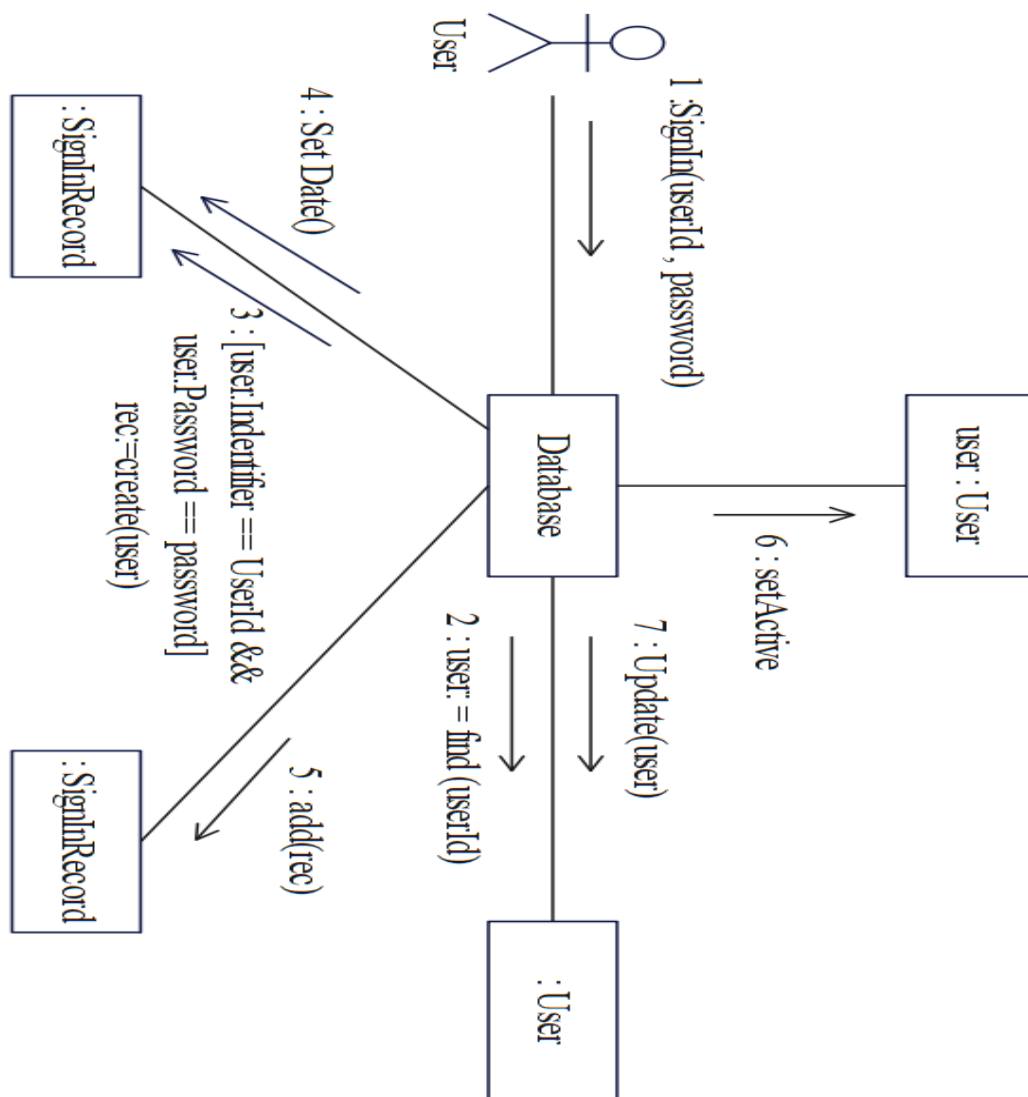 User
1 :SignIn(userId , password)
user : User
6 : setActive
Database
7 : Update(user)
2 : user: = find (userId)
: User
4 : Set Date()
: SignInRecord
3 : [user.Indentifier == UserId &&
user.Password == password]
rec:=create(user)
5 : add(rec)
: SignInRecord